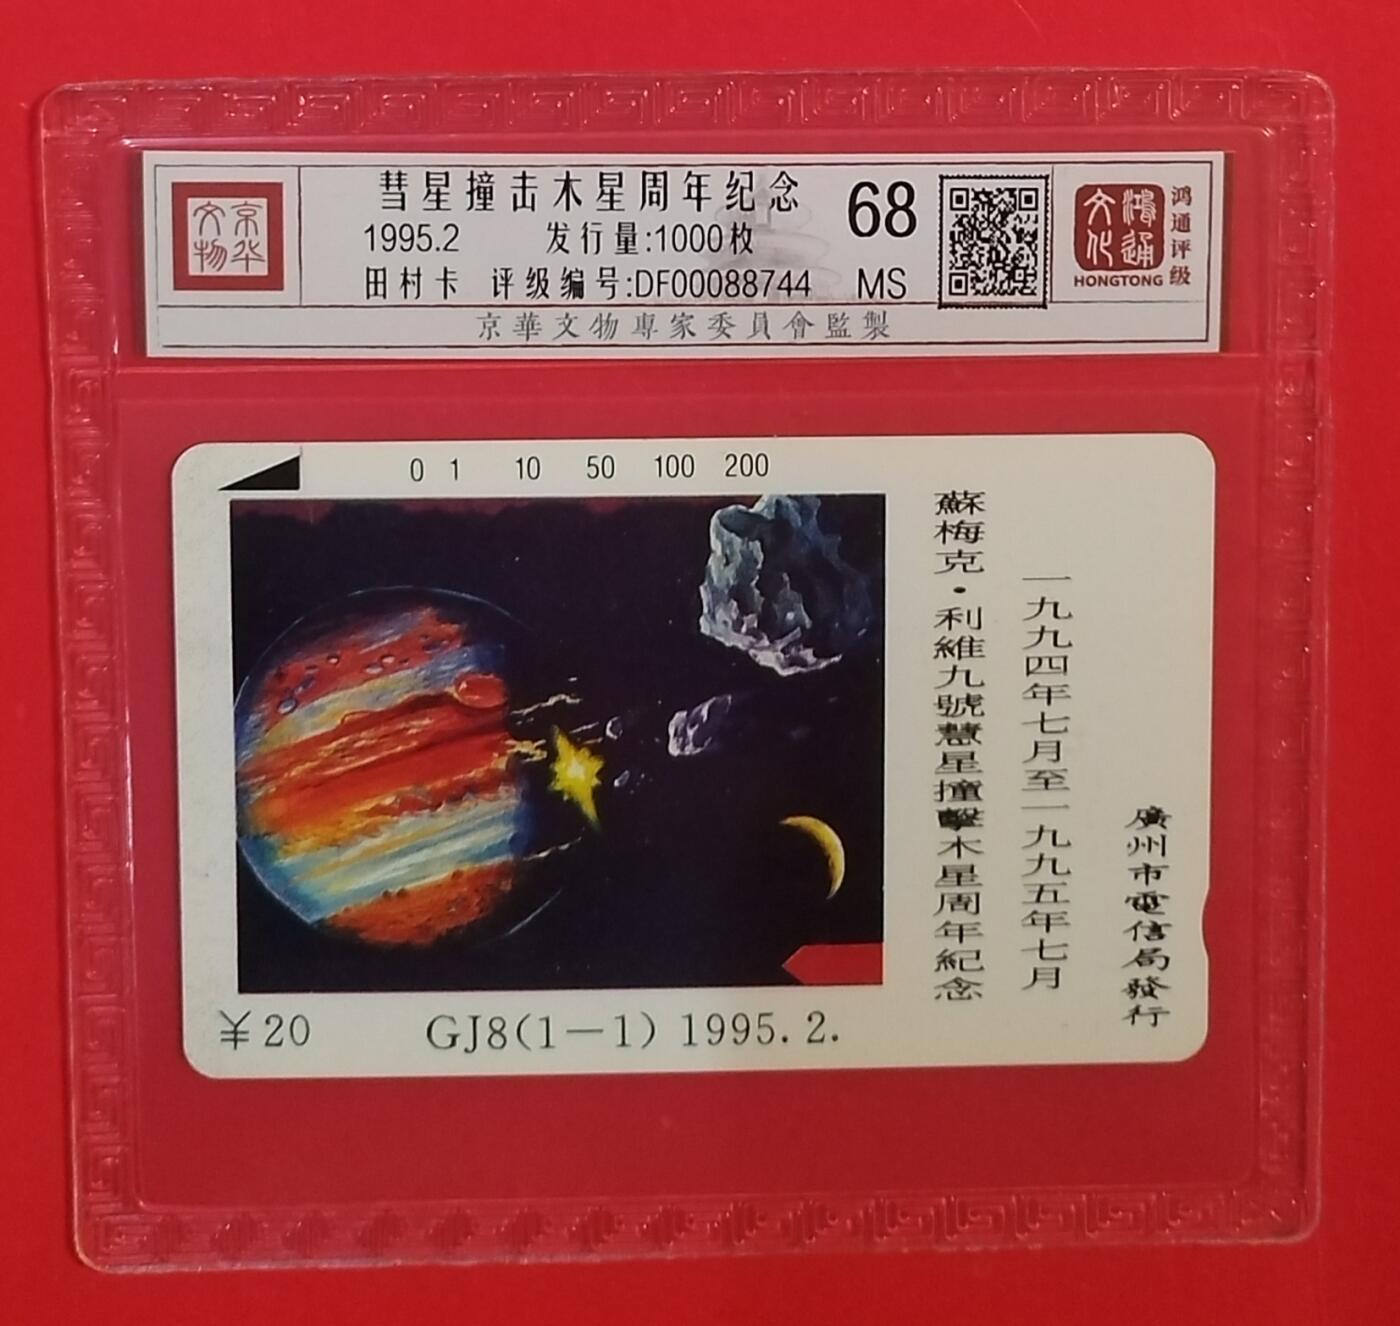 京华
文物
彗星撞击木星周年纪念
1995.2 发行量:1000枚
田村卡 评级编号:DF00088744
68
MS
鴻通
文化
HONGTONG
鸿通评级
京華文物專家委員會監製
0 1 10 50 100 200
蘇梅克·利維九號慧星撞擊木星周年紀念
一九九四年七月至一九九五年七月
廣州市電信局發行
¥20 GJ8(1—1) 1995.2.